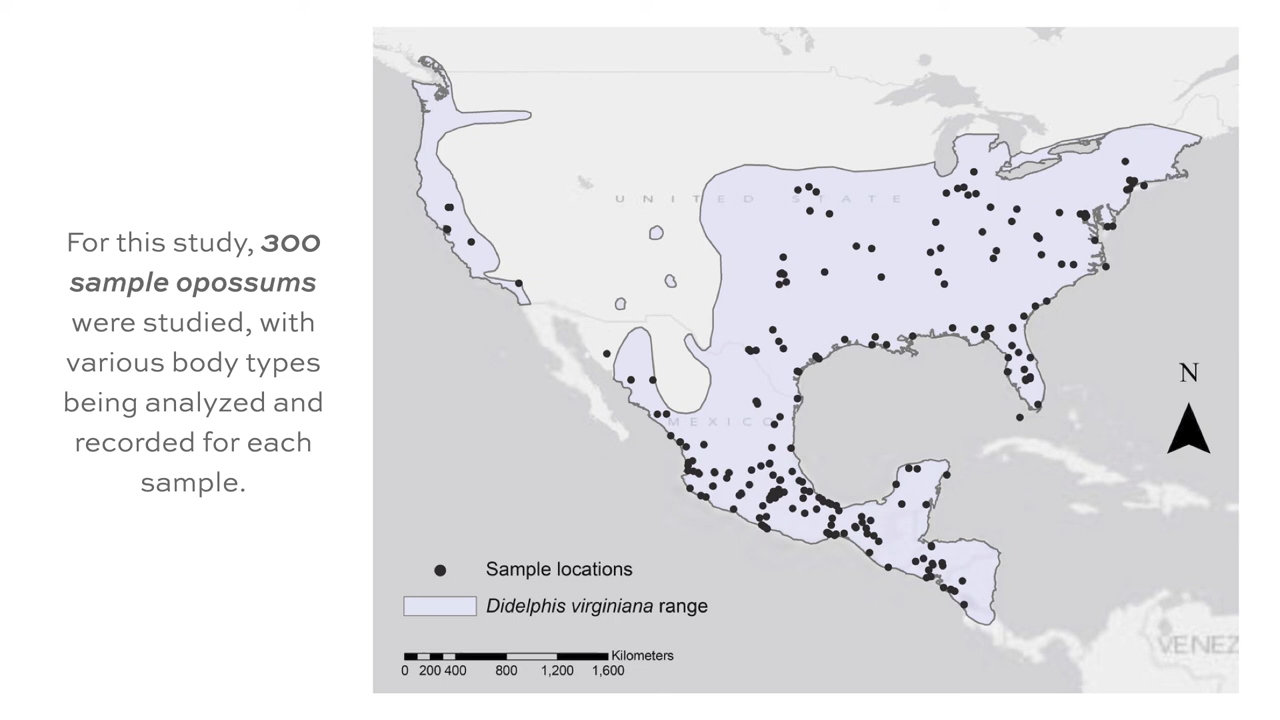 For this study, 300
sample opossums
were studied, with
various body types
being analyzed and
recorded for each
sample.
UNITED STATE
MEXICO
N
Sample locations
Didelphis virginiana range
Kilometers
0 200 400 800 1,200 1,600
VENEZ